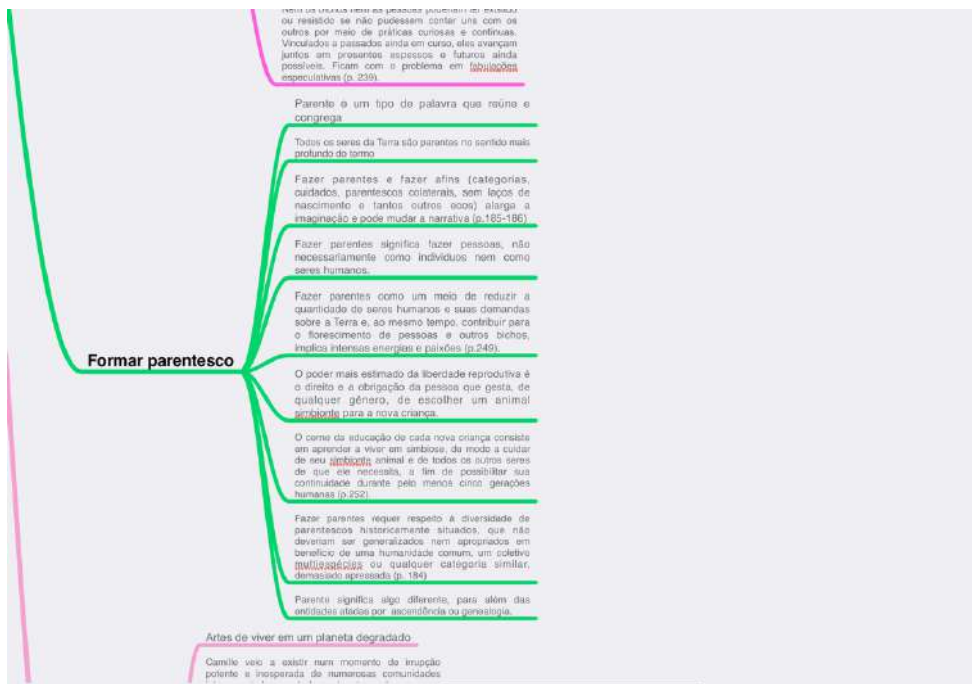 Nem os bichos nem as pessoas poderiam ter existido
ou resistido se não pudessem contar uns com os
outros por meio de práticas curiosas e contínuas.
Vinculados a passados ainda em curso, eles avançam
juntos em presentes espessos e futuros ainda
possíveis. Ficam com o problema em fabulações
especulativas (p. 239).
Parente é um tipo de palavra que reúne e
congrega
Todos os seres da Terra são parentes no sentido mais
profundo do termo
Fazer parentes e fazer afins (categorias,
cuidados, parentescos colaterais, sem laços de
nascimento e tantos outros ecos) alarga a
imaginação e pode mudar a narrativa (p.185-186)
Fazer parentes significa fazer pessoas, não
necessariamente como indivíduos nem como
seres humanos.
Fazer parentes como um meio de reduzir a
quantidade de seres humanos e suas demandas
sobre a Terra e, ao mesmo tempo, contribuir para
o florescimento de pessoas e outros bichos,
implica intensas energias e paixões (p.249).
Formar parentesco
O poder mais estimado da liberdade reprodutiva é
o direito e a obrigação da pessoa que gesta, de
qualquer gênero, de escolher um animal
simbionte para a nova criança.
O cerne da educação de cada nova criança consiste
em aprender a viver em simbiose, de modo a cuidar
de seu simbionte animal e de todos os outros seres
de que ele necessita, a fim de possibilitar sua
continuidade durante pelo menos cinco gerações
humanas (p.252).
Fazer parentes requer respeito à diversidade de
parentescos historicamente situados, que não
deveriam ser generalizados nem apropriados em
benefício de uma humanidade comum, um coletivo
multiespécies ou qualquer categoria similar,
demasiado apressada (p. 184)
Parente significa algo diferente, para além das
entidades atadas por ascendência ou genealogia.
Artes de viver em um planeta degradado
Camille veio a existir num momento de irrupção
potente e inesperada de numerosas comunidades